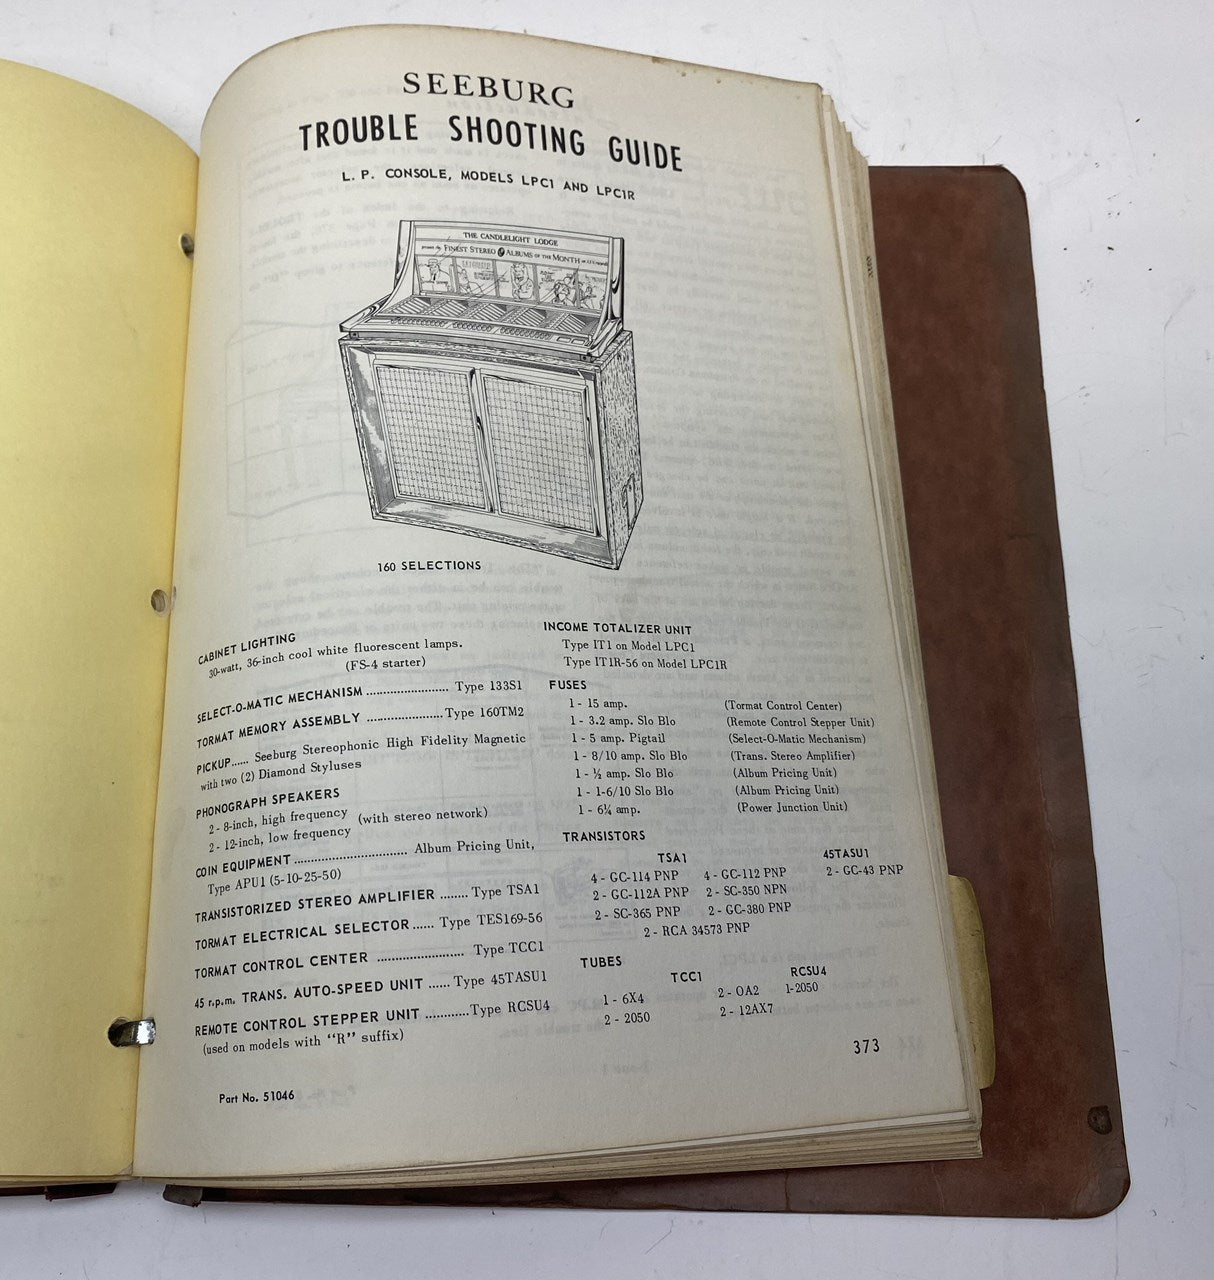 SEEBURG
TROUBLE SHOOTING GUIDE
L. P. CONSOLE, MODELS LPC1 AND LPC1R
THE CANDLELIGHT LODGE
FINEST STEREO ALBUMS OF THE MONTH
160 SELECTIONS
CABINET LIGHTING
30-watt, 36-inch cool white fluorescent lamps.
(FS-4 starter)
SELECT-O-MATIC MECHANISM ........................ Type 133S1
TORMAT MEMORY ASSEMBLY ...................... Type 160TM2
PICKUP...... Seeburg Stereophonic High Fidelity Magnetic
with two (2) Diamond Styluses
PHONOGRAPH SPEAKERS
2 - 8-inch, high frequency
2 - 12-inch, low frequency
(with stereo network)
COIN EQUIPMENT ................................ Album Pricing Unit,
Type APU1 (5-10-25-50)
TRANSISTORIZED STEREO AMPLIFIER ........ Type TSA1
TORMAT ELECTRICAL SELECTOR ...... Type TES169-56
TORMAT CONTROL CENTER ......................... Type TCC1
45 r.p.m. TRANS. AUTO-SPEED UNIT ...... Type 45TASU1
REMOTE CONTROL STEPPER UNIT ............Type RCSU4
(used on models with "R" suffix)
Part No. 51046
INCOME TOTALIZER UNIT
Type IT1 on Model LPC1
Type IT1R-56 on Model LPC1R
FUSES
1 - 15 amp. (Tormat Control Center)
1 - 3.2 amp. Slo Blo (Remote Control Stepper Unit)
1 - 5 amp. Pigtail (Select-O-Matic Mechanism)
1 - 8/10 amp. Slo Blo (Trans. Stereo Amplifier)
1 - ½ amp. Slo Blo (Album Pricing Unit)
1 - 1-6/10 Slo Blo (Album Pricing Unit)
1 - 6¼ amp. (Power Junction Unit)
TRANSISTORS
TSA1 45TASU1
4 - GC-114 PNP 4 - GC-112 PNP 2 - GC-43 PNP
2 - GC-112A PNP 2 - SC-350 NPN
2 - SC-365 PNP 2 - GC-380 PNP
2 - RCA 34573 PNP
TUBES
TCC1 RCSU4
1 - 6X4 2 - OA2 1-2050
2 - 2050 2 - 12AX7
373